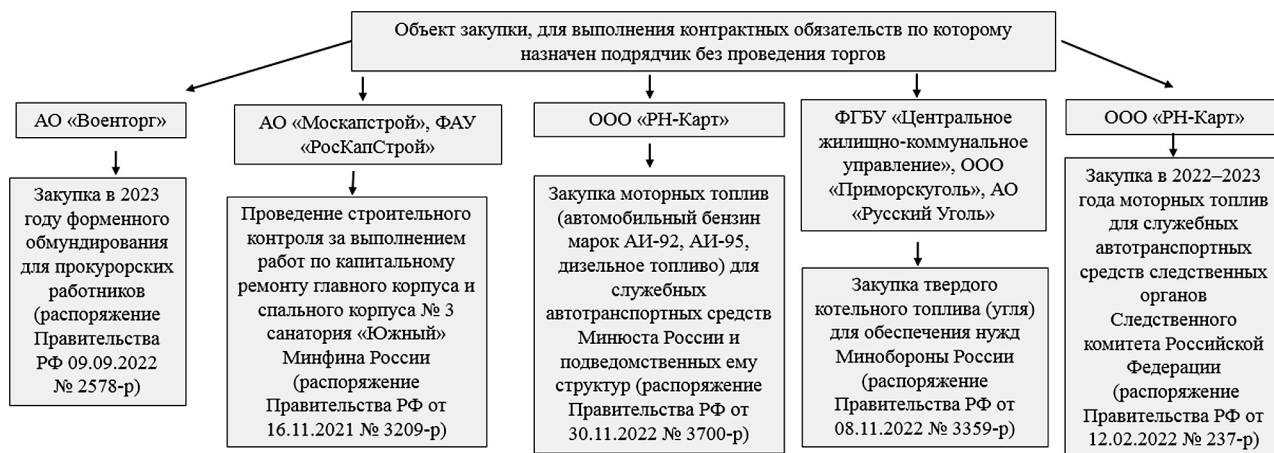 Объект закупки, для выполнения контрактных обязательств по которому
назначен подрядчик без проведения торгов
АО «Военторг»
Закупка в 2023
году форменного
обмундирования
для прокурорских
работников
(распоряжение
Правительства
РФ 09.09.2022
№ 2578-р)
АО «Москапстрой», ФАУ
«РосКапСтрой»
Проведение строительного
контроля за выполнением
работ по капитальному
ремонту главного корпуса и
спального корпуса № 3
санатория «Южный»
Минфина России
(распоряжение
Правительства РФ от
16.11.2021 № 3209-р)
ООО «РН-Карт»
Закупка моторных топлив
(автомобильный бензин
марок АИ-92, АИ-95,
дизельное топливо) для
служебных
автотранспортных средств
Минюста России и
подведомственных ему
структур (распоряжение
Правительства РФ от
30.11.2022 № 3700-р)
ФГБУ «Центральное
жилищно-коммунальное
управление», ООО
«Приморскуголь», АО
«Русский Уголь»
Закупка твердого
котельного топлива (угля)
для обеспечения нужд
Минобороны России
(распоряжение
Правительства РФ от
08.11.2022 № 3359-р)
ООО «РН-Карт»
Закупка в 2022–2023
года моторных топлив
для служебных
автотранспортных
средств следственных
органов
Следственного
комитета Российской
Федерации
(распоряжение
Правительства РФ от
12.02.2022 № 237-р)